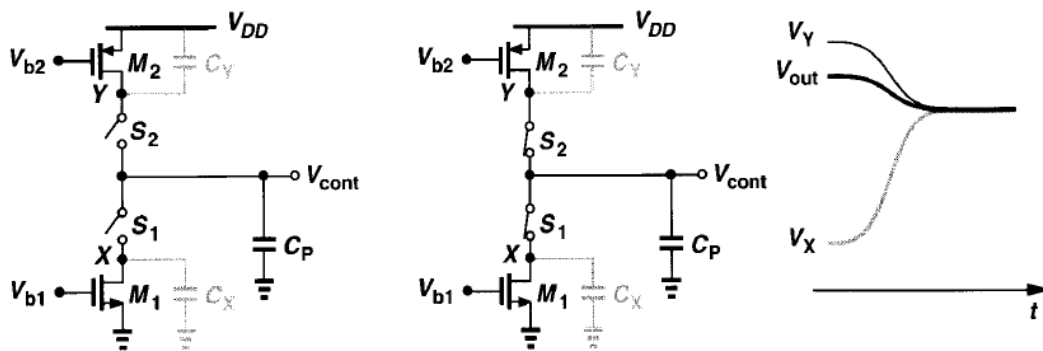 V_DD
V_b2
M_2
C_Y
Y
S_2
V_cont
S_1
X
C_P
V_b1
M_1
C_X
V_DD
V_b2
M_2
C_Y
Y
S_2
V_cont
S_1
X
C_P
V_b1
M_1
C_X
V_Y
V_out
V_X
t